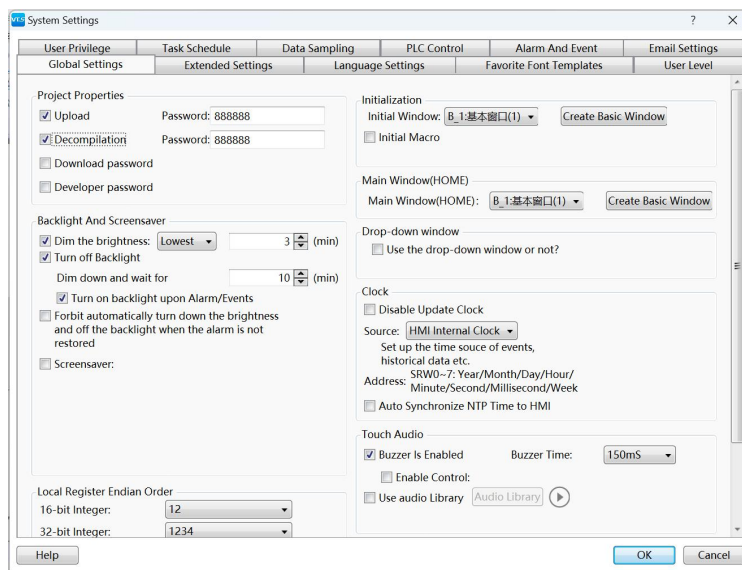 VTS System Settings
User Privilege Task Schedule Data Sampling PLC Control Alarm And Event Email Settings
Global Settings Extended Settings Language Settings Favorite Font Templates User Level
Project Properties
Upload Password: 888888
Decompilation Password: 888888
Download password
Developer password
Backlight And Screensaver
Dim the brightness: Lowest 3 (min)
Turn off Backlight
Dim down and wait for 10 (min)
Turn on backlight upon Alarm/Events
Forbit automatically turn down the brightness
and off the backlight when the alarm is not
restored
Screensaver:
Local Register Endian Order
16-bit Integer: 12
32-bit Integer: 1234
Initialization
Initial Window: B_1:基本窗口(1) Create Basic Window
Initial Macro
Main Window(HOME)
Main Window(HOME): B_1:基本窗口(1) Create Basic Window
Drop-down window
Use the drop-down window or not?
Clock
Disable Update Clock
Source: HMI Internal Clock
Set up the time souce of events,
historical data etc.
Address: SRW0~7: Year/Month/Day/Hour/
Minute/Second/Millisecond/Week
Auto Synchronize NTP Time to HMI
Touch Audio
Buzzer Is Enabled Buzzer Time: 150mS
Enable Control:
Use audio Library Audio Library
Help OK Cancel